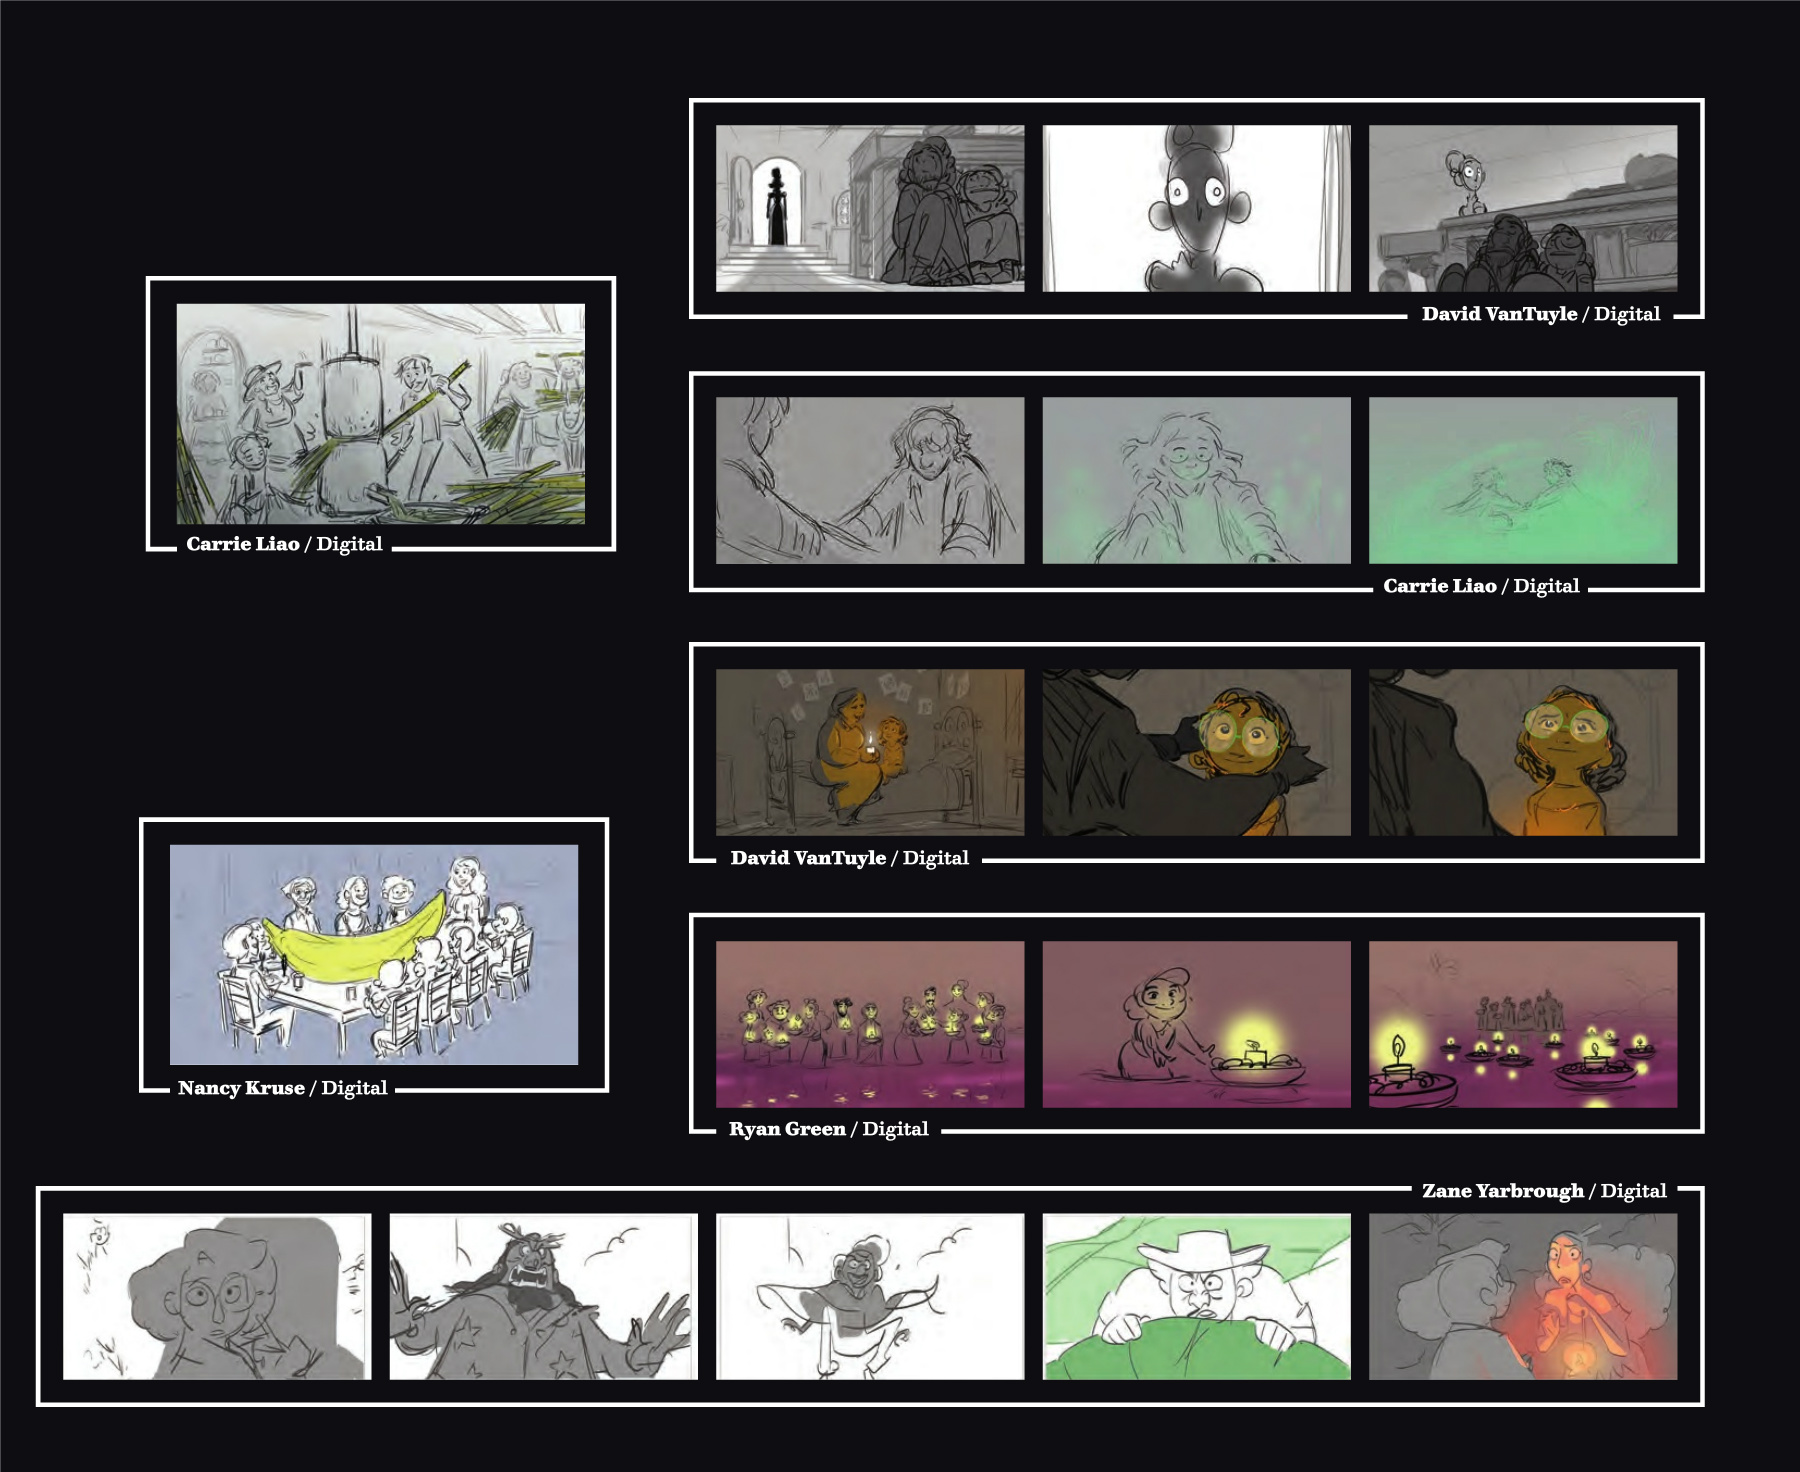 David VanTuyle / Digital
Carrie Liao / Digital
Carrie Liao / Digital
David VanTuyle / Digital
Nancy Kruse / Digital
Ryan Green / Digital
Zane Yarbrough / Digital